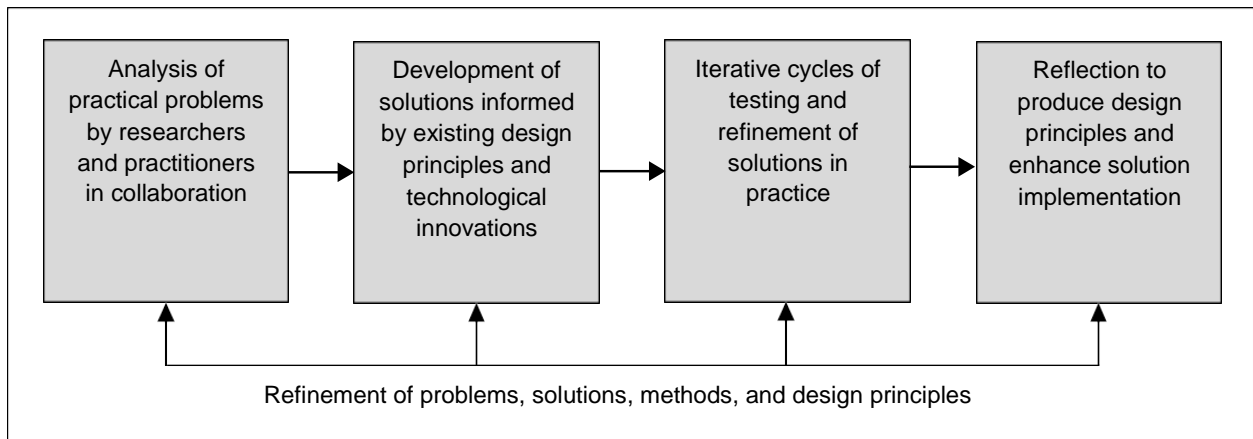 Analysis of
practical problems
by researchers
and practitioners
in collaboration
Development of
solutions informed
by existing design
principles and
technological
innovations
Iterative cycles of
testing and
refinement of
solutions in
practice
Reflection to
produce design
principles and
enhance solution
implementation
Refinement of problems, solutions, methods, and design principles